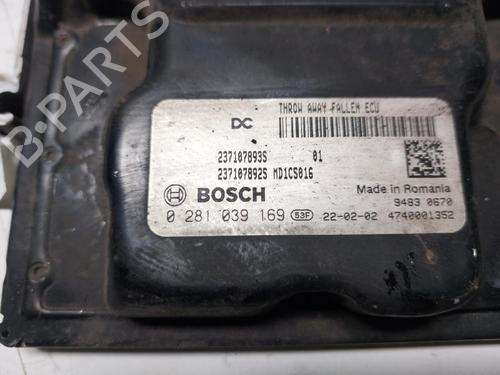 B-PARTS
THROW AWAY FALLEN ECU
DC
237107893S 01
237107892S MD1CS016
BOSCH
Made in Romania
9483 0670
0 281 039 169 53F 22-02-02 4740001352